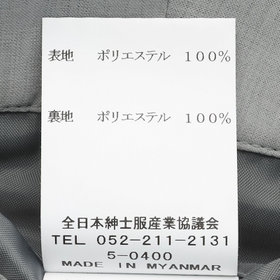 表地　ポリエステル　１００％
裏地　ポリエステル　１００％
全日本紳士服産業協議会
TEL 052-211-2131
5-0400
MADE IN MYANMAR